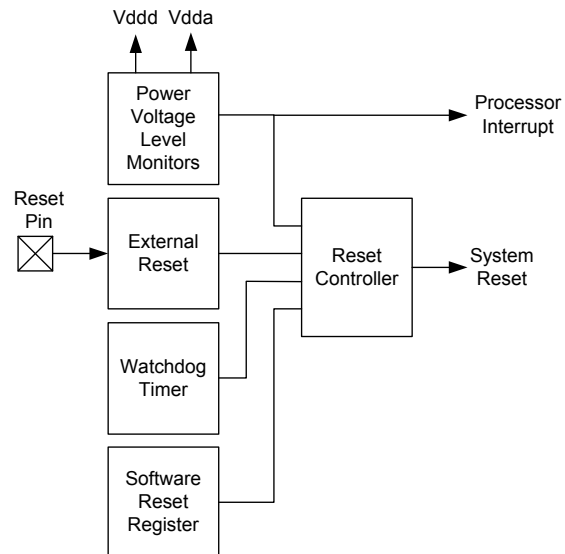 Vddd Vdda
Power
Voltage
Level
Monitors
Processor
Interrupt
Reset
Pin
External
Reset
Reset
Controller
System
Reset
Watchdog
Timer
Software
Reset
Register